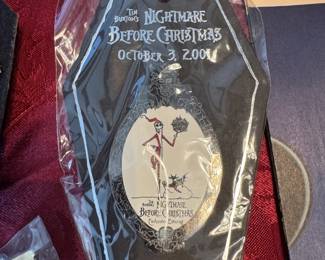 TIM
BURTON'S NIGHTMARE
BEFORE CHRISTMAS
OCTOBER 3, 2001
NIGHTMARE
BEFORE CHRISTMAS